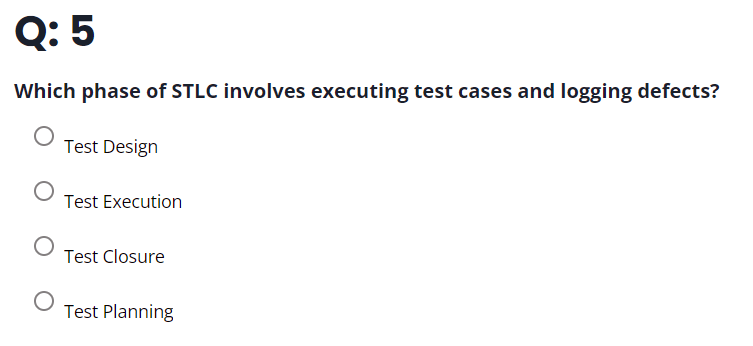 Q: 5
Which phase of STLC involves executing test cases and logging defects?
Test Design
Test Execution
Test Closure
Test Planning